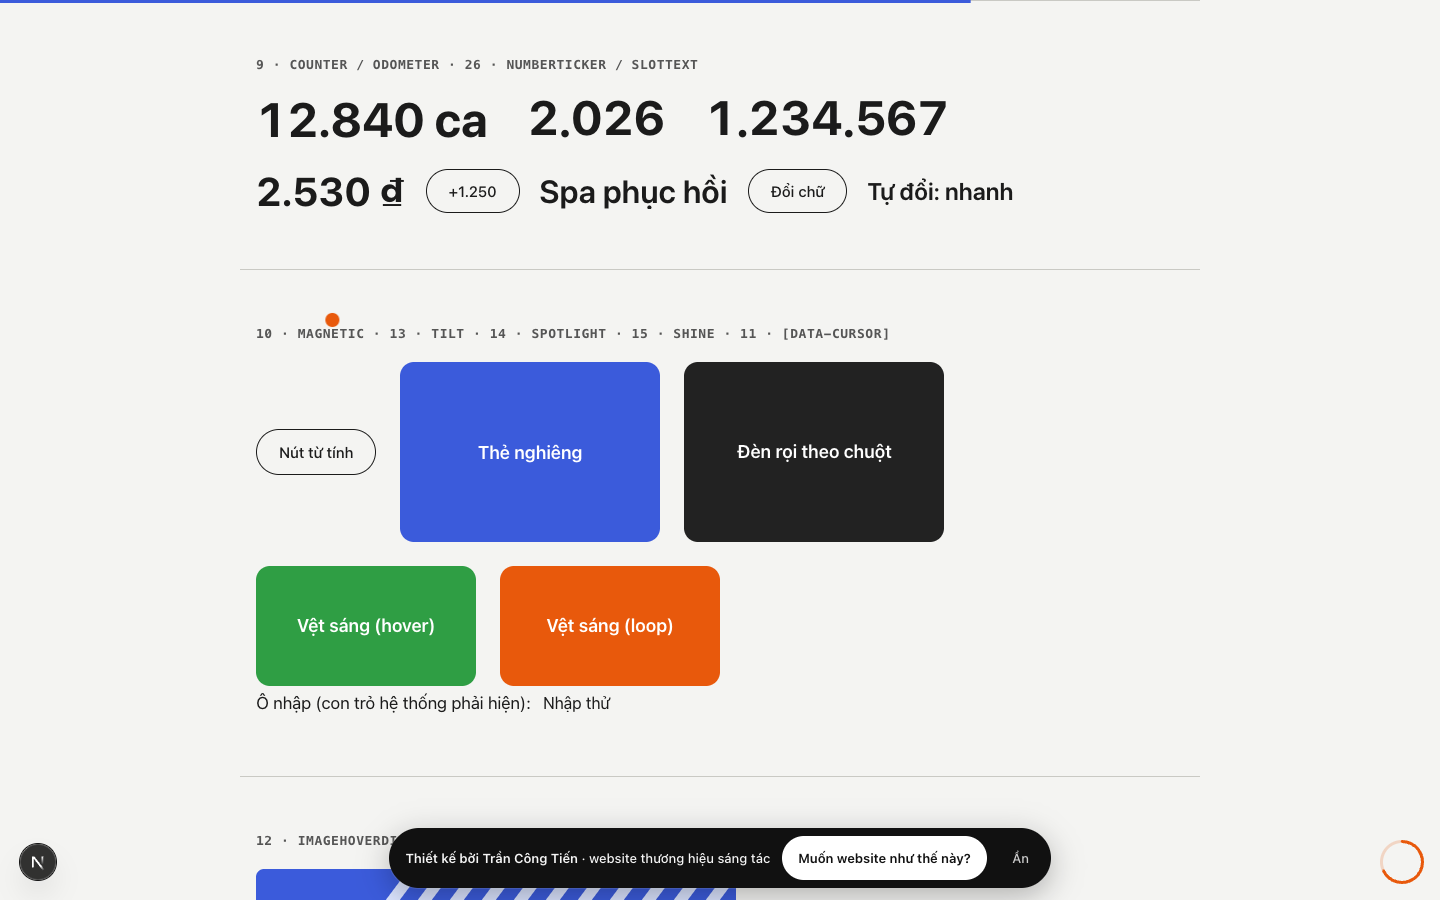 9 · COUNTER / ODOMETER · 26 · NUMBERTICKER / SLOTTEXT
12.840 ca 2.026 1.234.567
2.530 ₫ +1.250 Spa phục hồi Đổi chữ Tự đổi: nhanh
10 · MAGNETIC · 13 · TILT · 14 · SPOTLIGHT · 15 · SHINE · 11 · [DATA-CURSOR]
Nút từ tính Thẻ nghiêng Đèn rọi theo chuột
Vệt sáng (hover) Vệt sáng (loop)
Ô nhập (con trỏ hệ thống phải hiện): Nhập thử
12 · IMAGEHOVERDI
Thiết kế bởi Trần Công Tiến · website thương hiệu sáng tác Muốn website như thế này? Ẩn
N